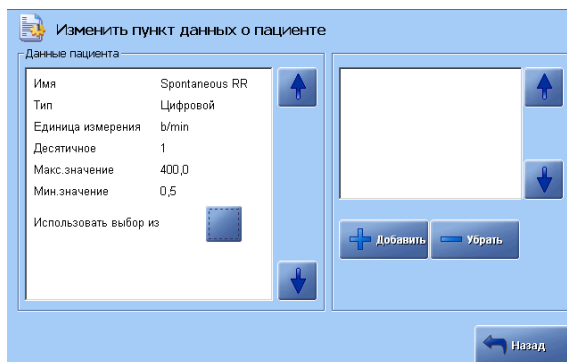 Изменить пункт данных о пациенте
Данные пациента
Имя Spontaneous RR
Тип Цифровой
Единица измерения b/min
Десятичное 1
Макс.значение 400,0
Мин.значение 0,5
Использовать выбор из
Добавить Убрать
Назад